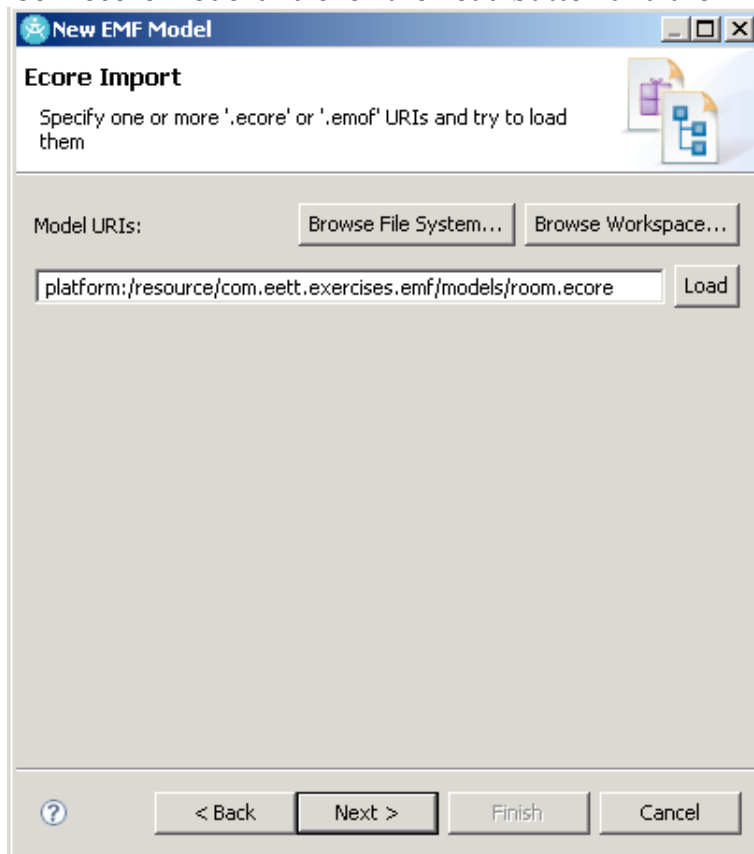 New EMF Model
Ecore Import
Specify one or more '.ecore' or '.emof' URIs and try to load
them
Model URIs:
Browse File System...
Browse Workspace...
platform:/resource/com.eett.exercises.emf/models/room.ecore
Load
?
< Back
Next >
Finish
Cancel